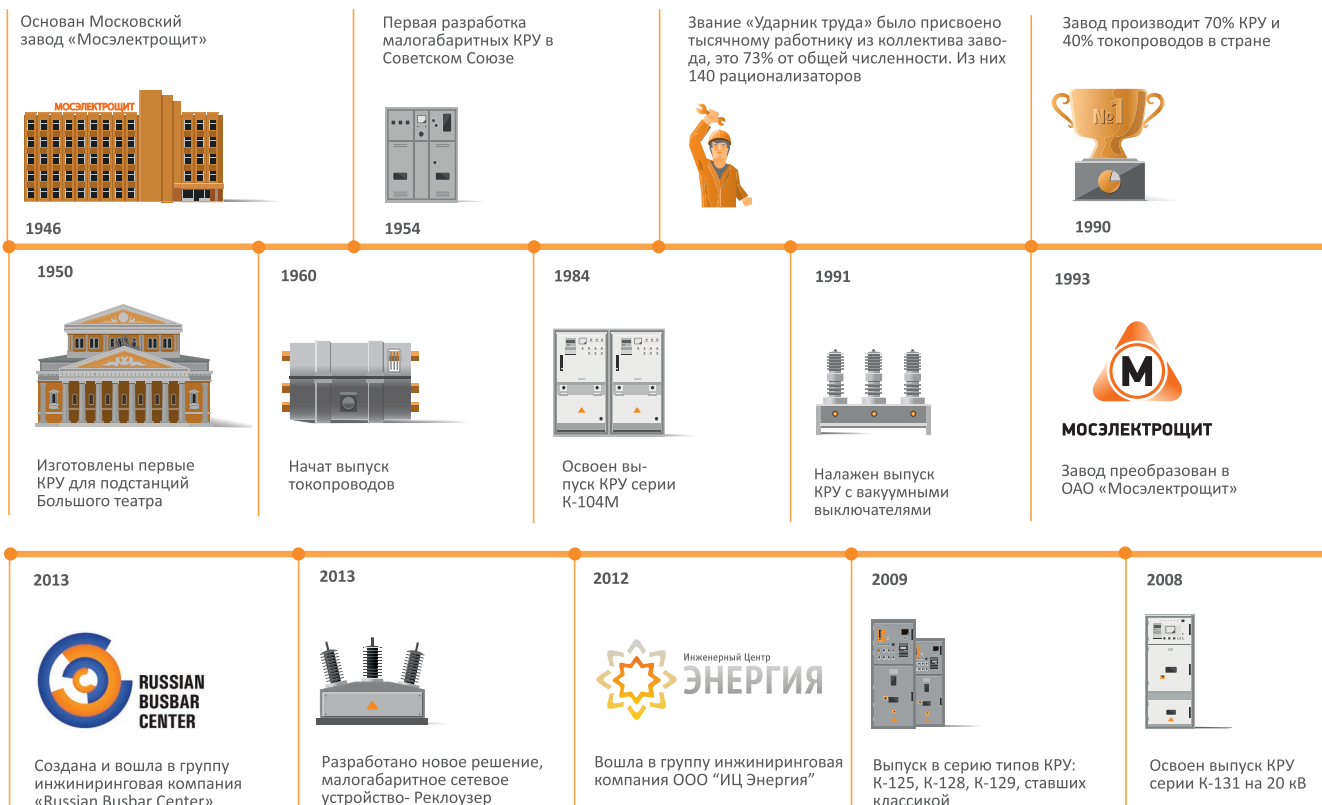 Основан Московский
завод «Мосэлектрощит»
МОСЭЛЕКТРОЩИТ
1946
Первая разработка
малогабаритных КРУ в
Советском Союзе
1954
Звание «Ударник труда» было присвоено
тысячному работнику из коллектива заво-
да, это 73% от общей численности. Из них
140 рационализаторов
Завод производит 70% КРУ и
40% токопроводов в стране
№1
1990
1950
Изготовлены первые
КРУ для подстанций
Большого театра
1960
Начат выпуск
токопроводов
1984
Освоен вы-
пуск КРУ серии
К-104М
1991
Налажен выпуск
КРУ с вакуумными
выключателями
1993
М
МОСЭЛЕКТРОЩИТ
Завод преобразован в
ОАО «Мосэлектрощит»
2013
RUSSIAN
BUSBAR
CENTER
Создана и вошла в группу
инжиниринговая компания
«Russian Busbar Center»
2013
Разработано новое решение,
малогабаритное сетевое
устройство- Реклоузер
2012
Инженерный Центр
ЭНЕРГИЯ
Вошла в группу инжиниринговая
компания ООО “ИЦ Энергия”
2009
Выпуск в серию типов КРУ:
К-125, К-128, К-129, ставших
классикой
2008
Освоен выпуск КРУ
серии К-131 на 20 кВ